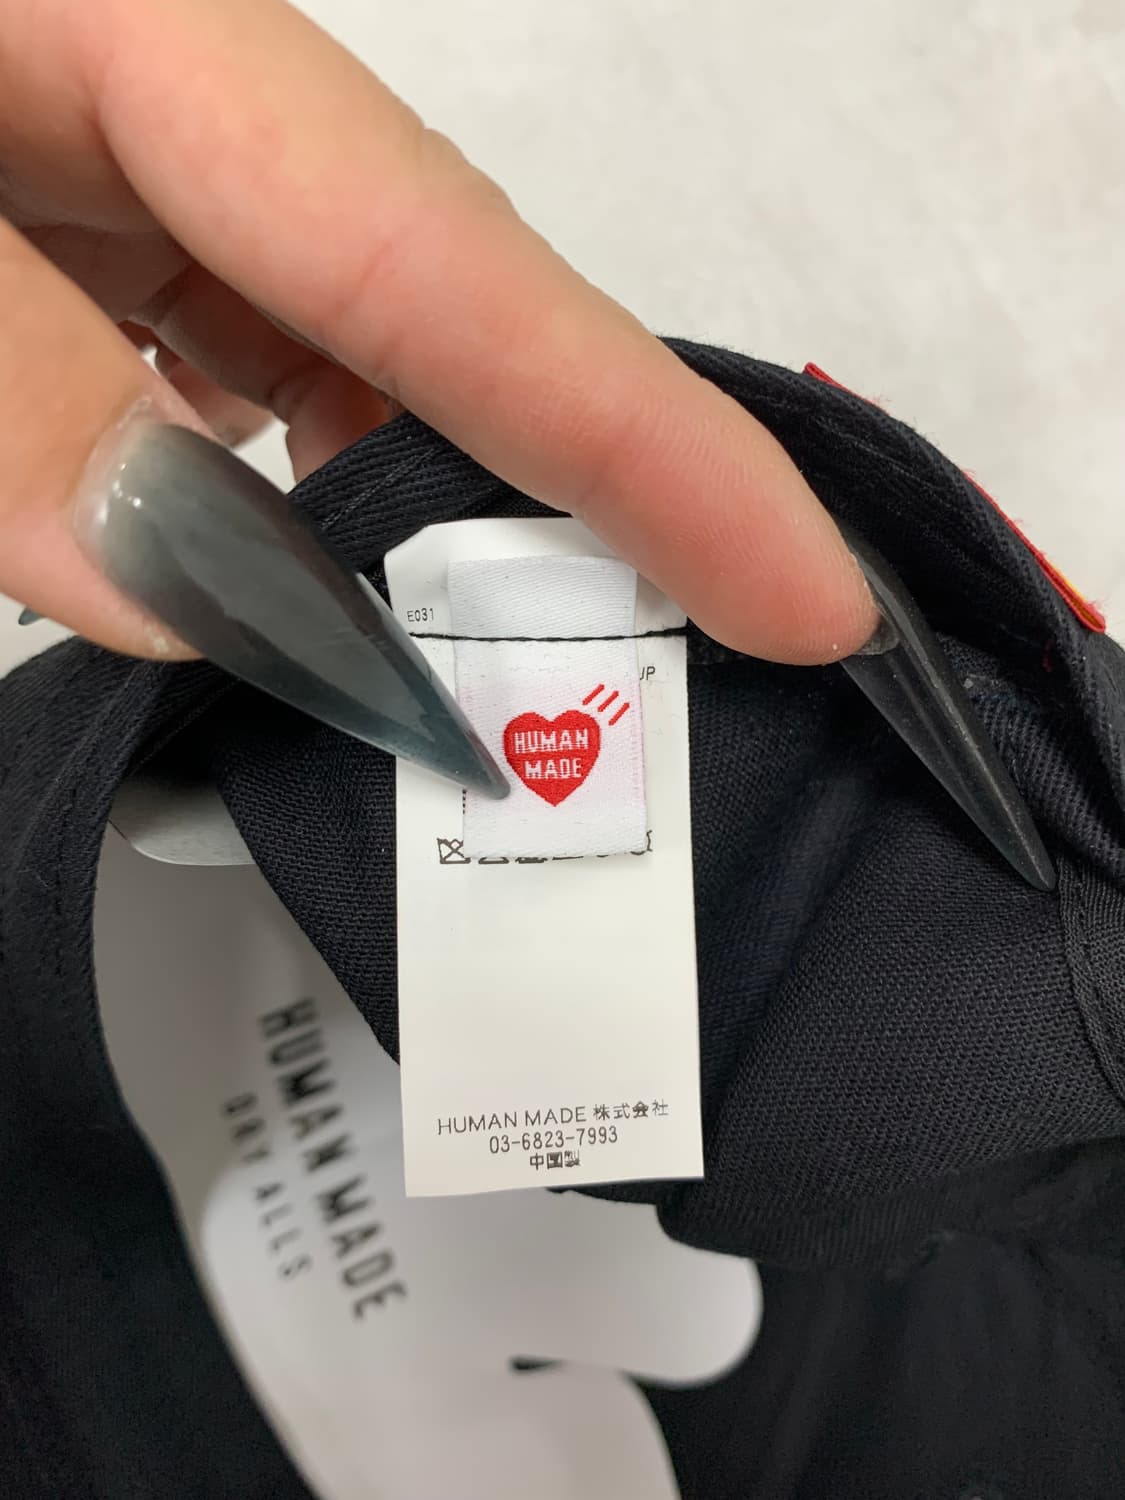 E031
JP
HUMAN
MADE
HUMAN MADE 株式会社
03-6823-7993
中国製
HUMAN MADE
DRY ALLS